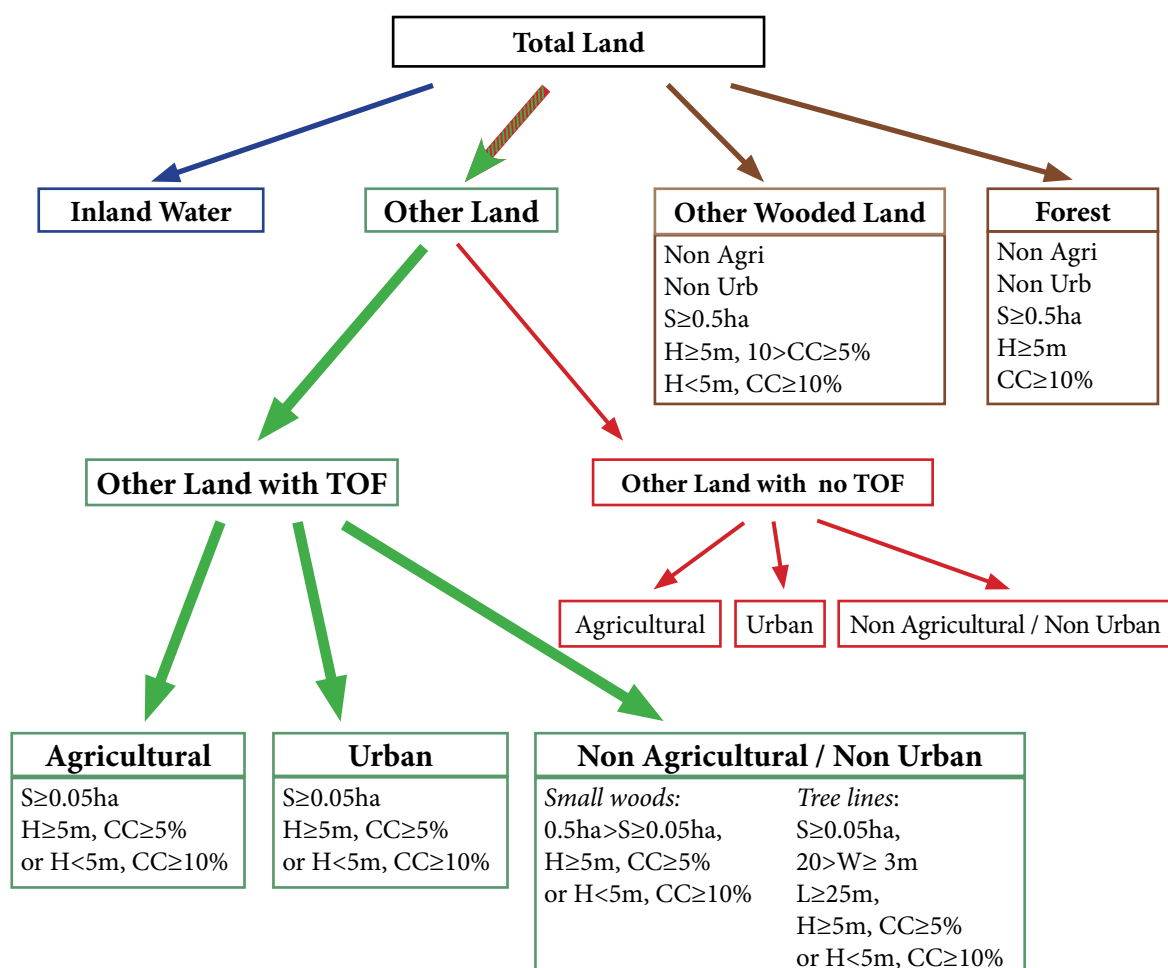 Total Land
Inland Water
Other Land
Other Wooded Land
Non Agri
Non Urb
S≥0.5ha
H≥5m, 10>CC≥5%
H<5m, CC≥10%
Forest
Non Agri
Non Urb
S≥0.5ha
H≥5m
CC≥10%
Other Land with TOF
Other Land with no TOF
Agricultural
Urban
Non Agricultural / Non Urban
Agricultural
S≥0.05ha
H≥5m, CC≥5%
or H<5m, CC≥10%
Urban
S≥0.05ha
H≥5m, CC≥5%
or H<5m, CC≥10%
Non Agricultural / Non Urban
Small woods:
0.5ha>S≥0.05ha,
H≥5m, CC≥5%
or H<5m, CC≥10%
Tree lines:
S≥0.05ha,
20>W≥ 3m
L≥25m,
H≥5m, CC≥5%
or H<5m, CC≥10%